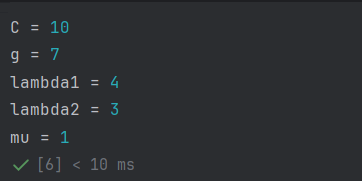 C = 10
g = 7
lambda1 = 4
lambda2 = 3
mu = 1
[6] < 10 ms